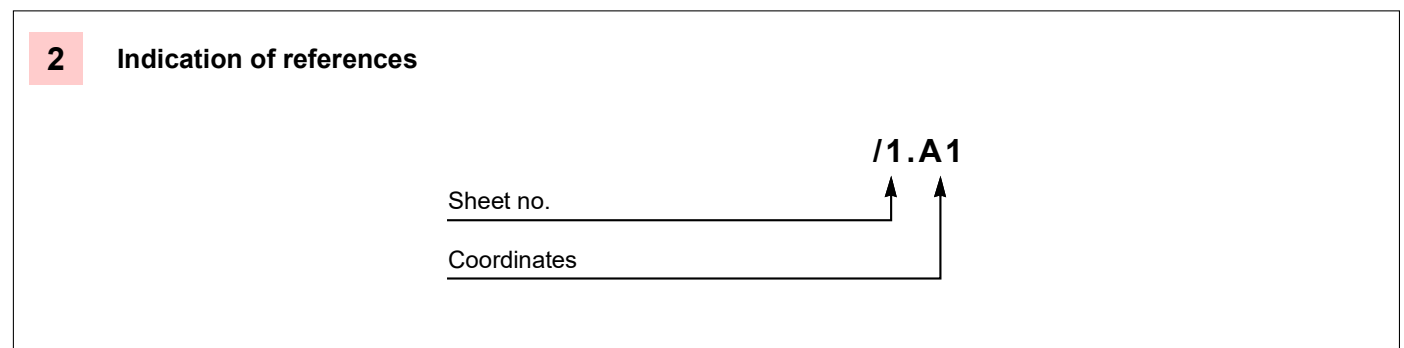 2 Indication of references
/1.A1
Sheet no.
Coordinates